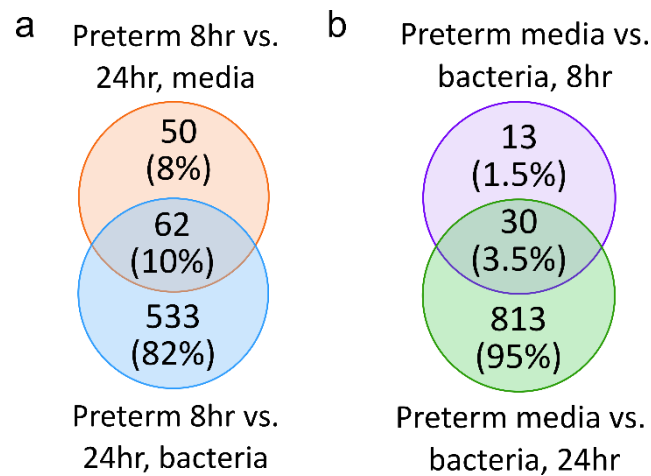 a
Preterm 8hr vs.
24hr, media
50
(8%)
62
(10%)
533
(82%)
Preterm 8hr vs.
24hr, bacteria
b
Preterm media vs.
bacteria, 8hr
13
(1.5%)
30
(3.5%)
813
(95%)
Preterm media vs.
bacteria, 24hr